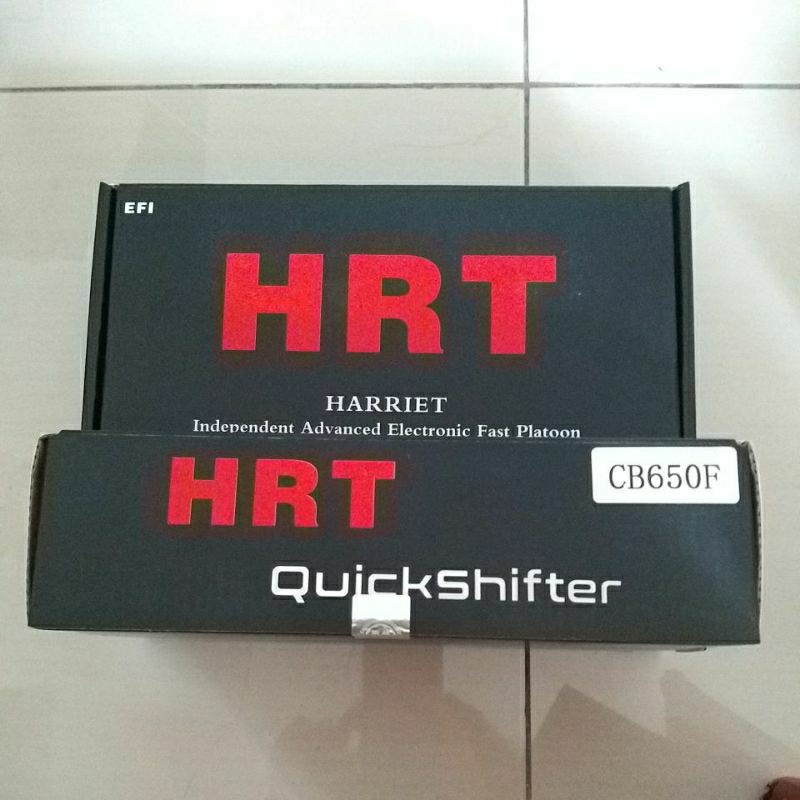 EFI
HRT
HARRIET
Independent Advanced Electronic Fast Platoon
HRT
CB650F
QuickShifter